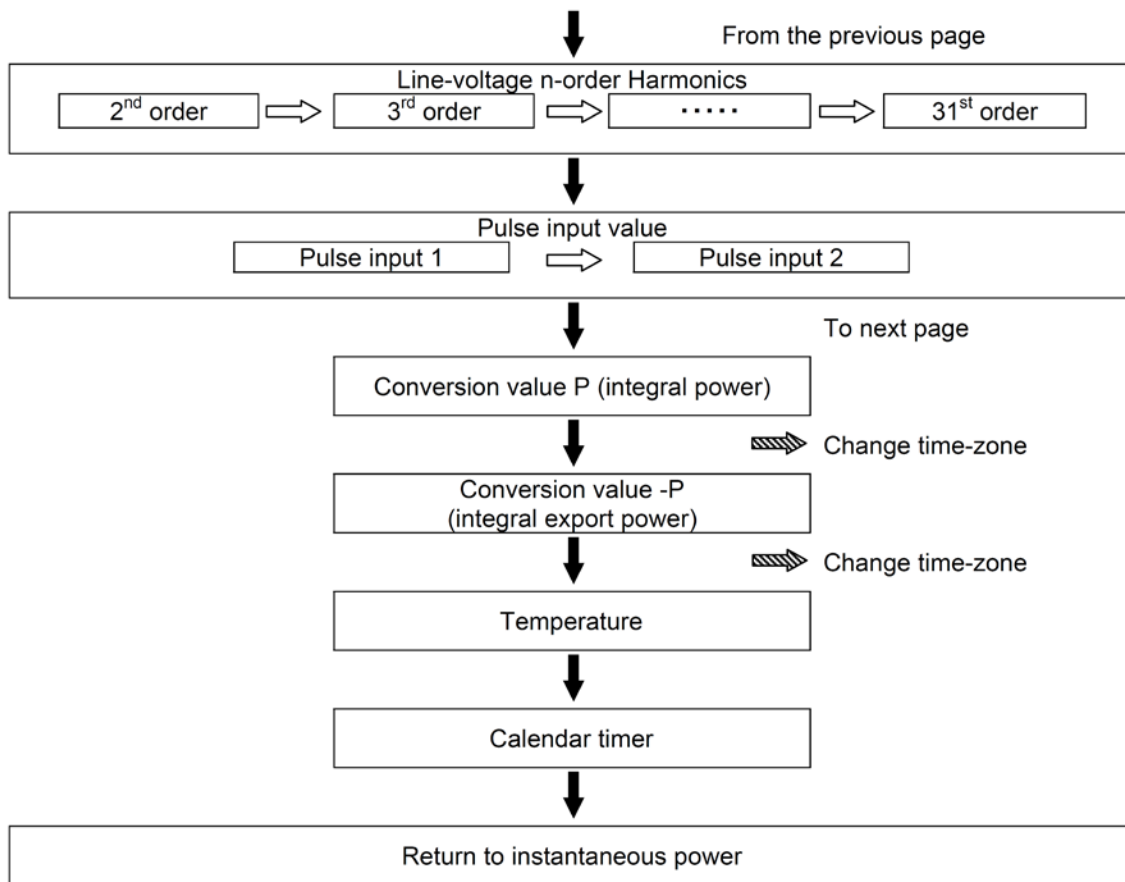 From the previous page
Line-voltage n-order Harmonics
2nd order
3rd order
.....
31st order
Pulse input value
Pulse input 1
Pulse input 2
To next page
Conversion value P (integral power)
Change time-zone
Conversion value -P
(integral export power)
Change time-zone
Temperature
Calendar timer
Return to instantaneous power